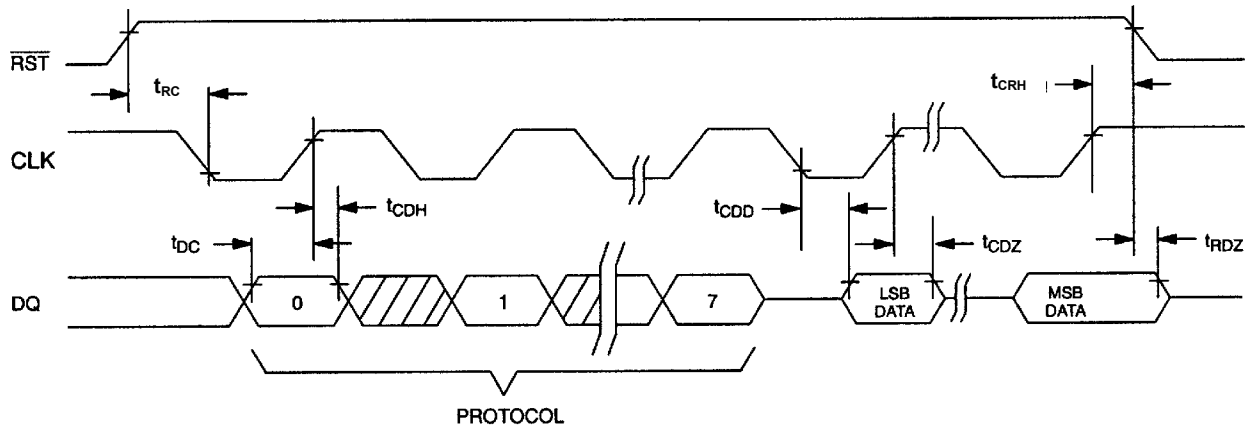 RST
tRC
tCRH
CLK
tCDH
tCDD
tDC
tCDZ
tRDZ
DQ
0
1
7
LSB
DATA
MSB
DATA
PROTOCOL